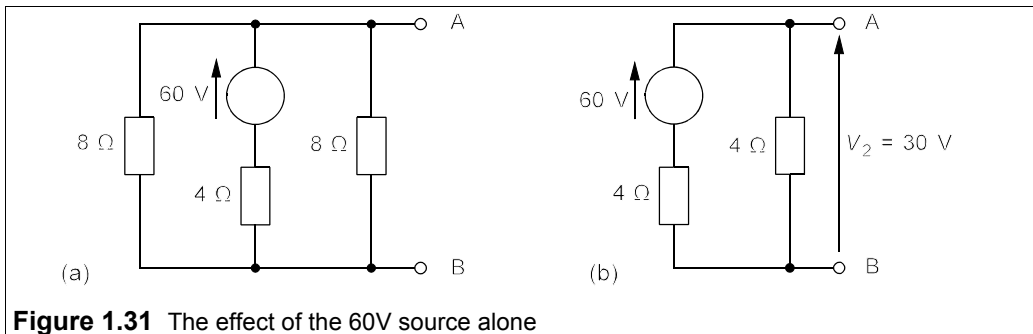 A
60 V
8 Ω
8 Ω
4 Ω
(a)
B
A
60 V
4 Ω
V2 = 30 V
4 Ω
(b)
B
Figure 1.31 The effect of the 60V source alone